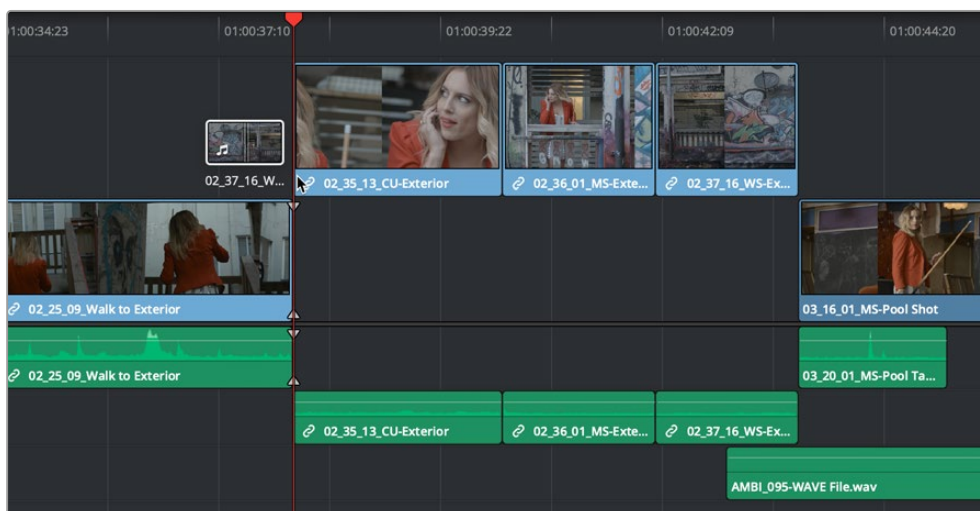 01:00:34:23 01:00:37:10 01:00:39:22 01:00:42:09 01:00:44:20
02_37_16_W...
02_35_13_CU-Exterior 02_36_01_MS-Exte... 02_37_16_WS-Ex...
02_25_09_Walk to Exterior 03_16_01_MS-Pool Shot
02_25_09_Walk to Exterior 03_20_01_MS-Pool Ta...
02_35_13_CU-Exterior 02_36_01_MS-Exte... 02_37_16_WS-Ex...
AMBI_095-WAVE File.wav